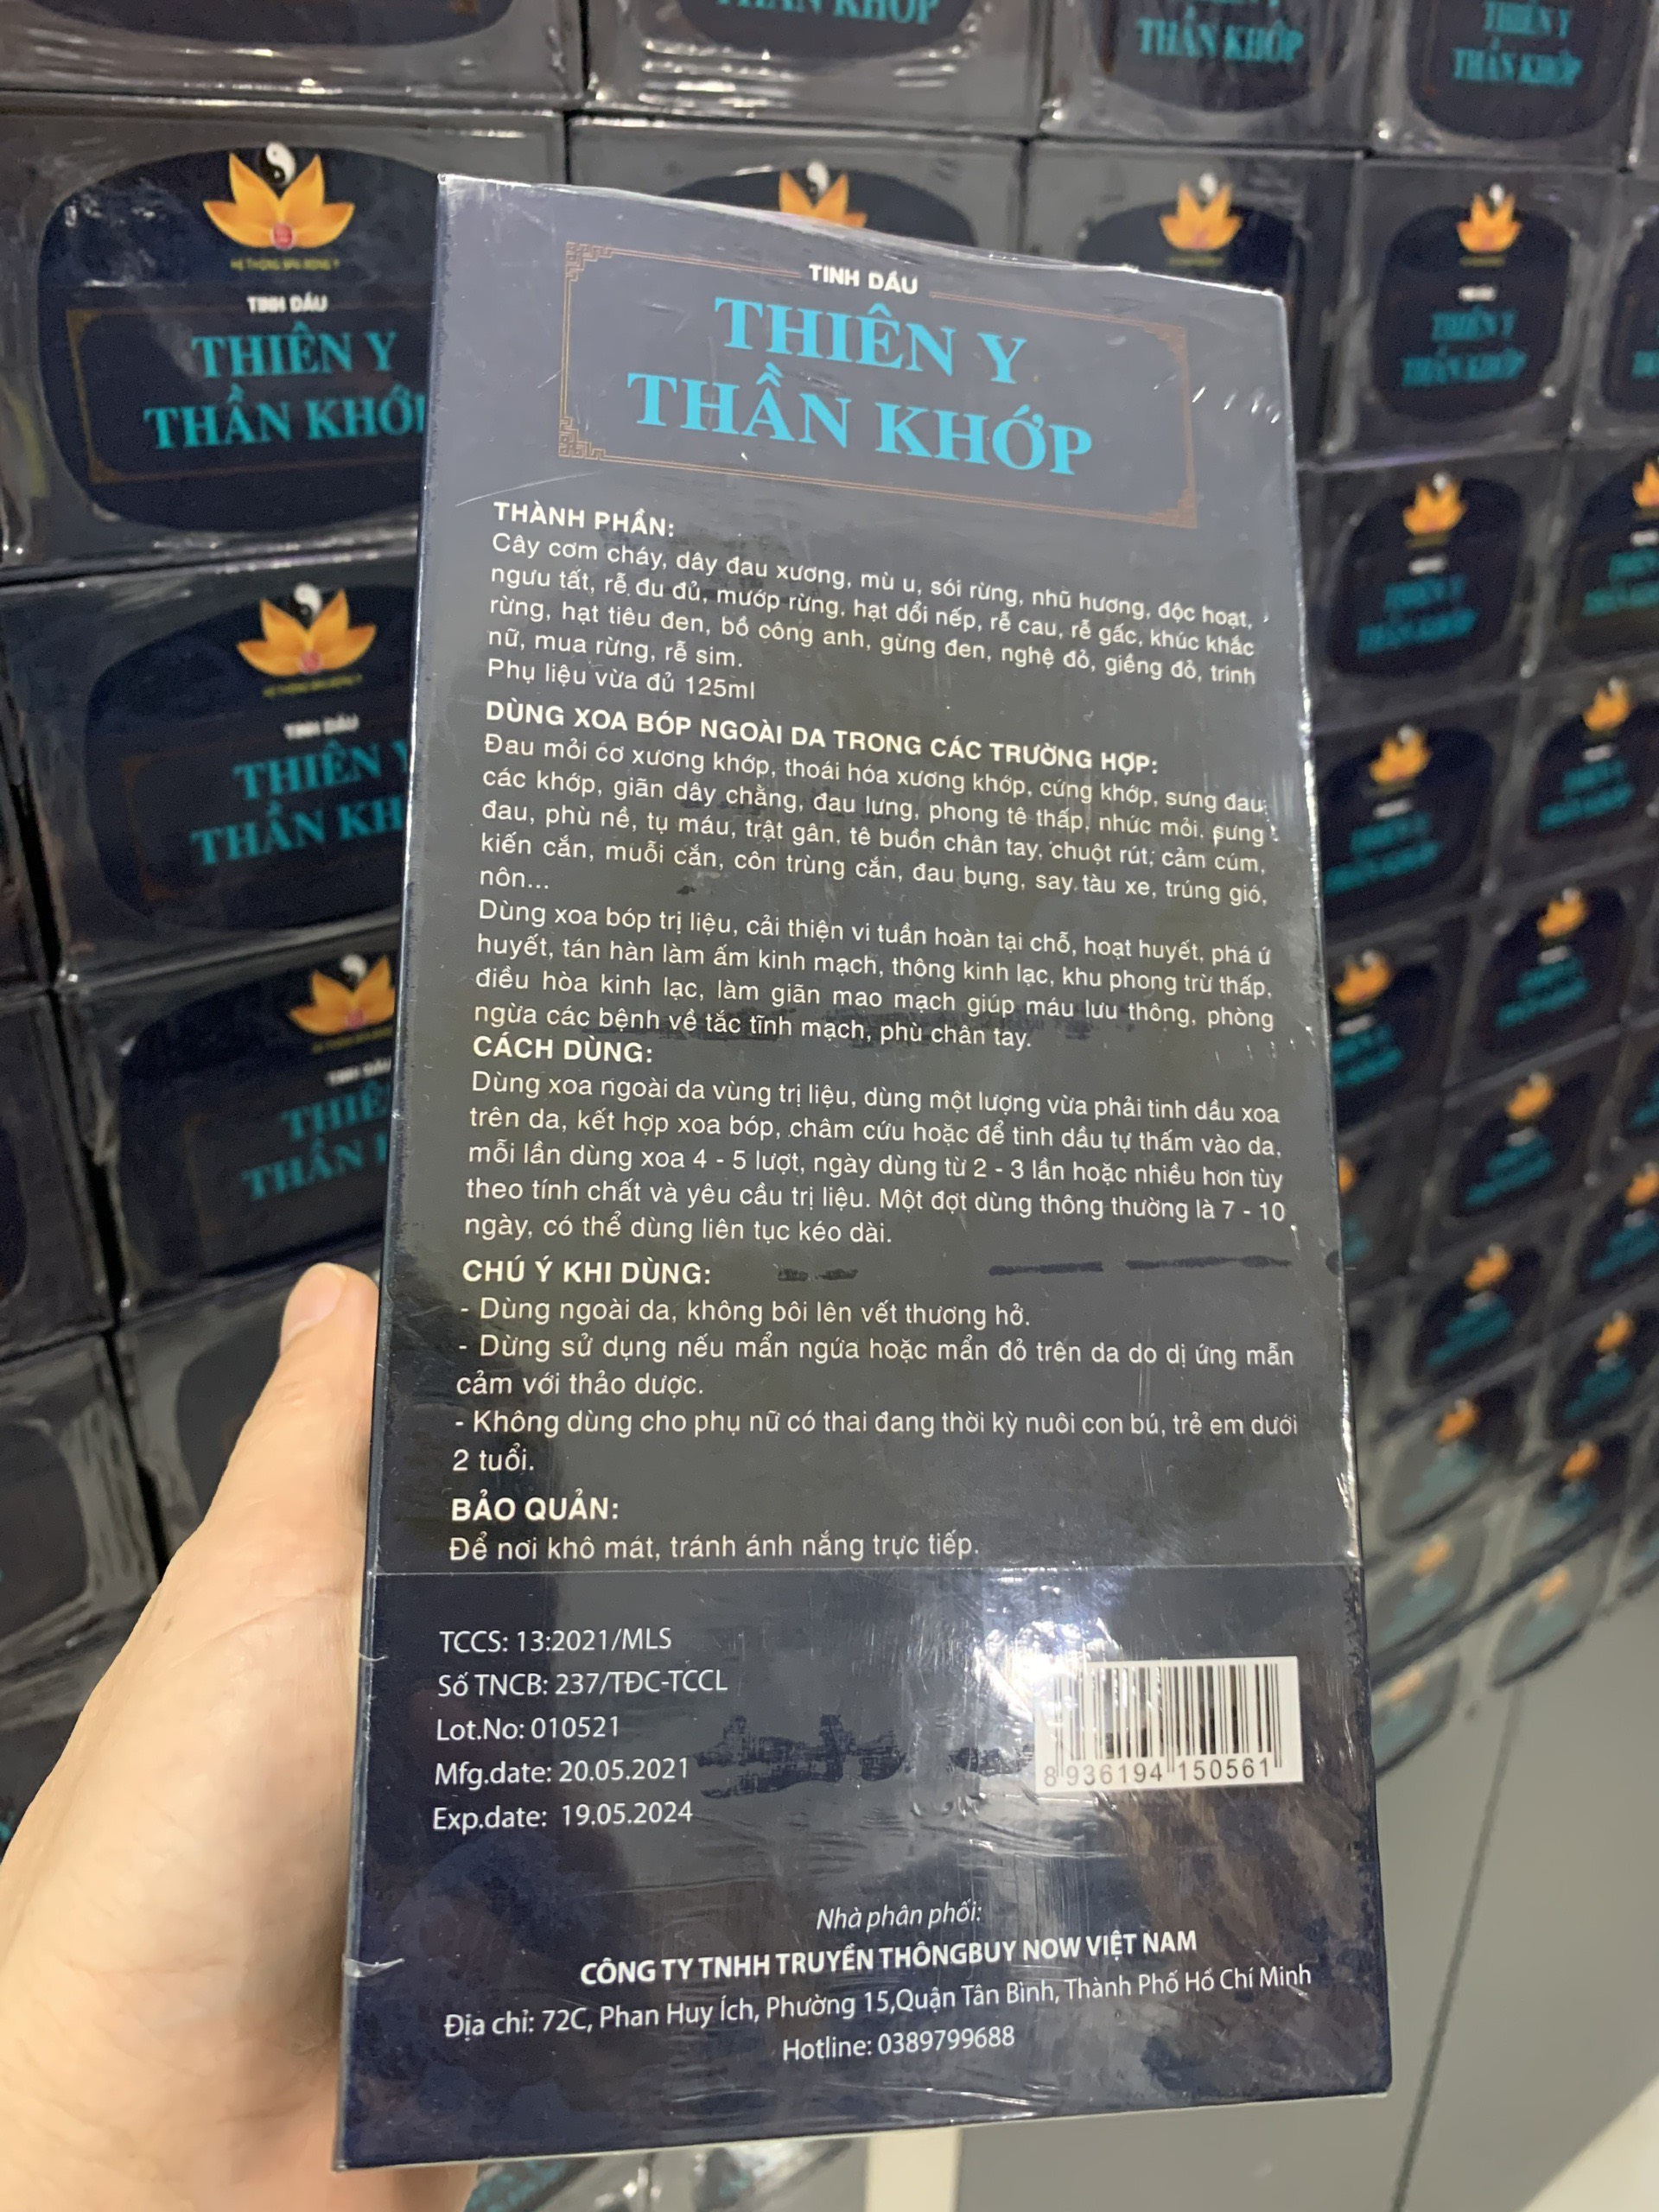 TINH DẦU
THIÊN Y
THẦN KHỚP
THÀNH PHẦN:
Cây cơm cháy, dây đau xương, mù u, sói rừng, nhũ hương, độc hoạt,
ngưu tất, rễ đu đủ, mướp rừng, hạt dổi nếp, rễ cau, rễ gấc, khúc khắc
rừng, hạt tiêu đen, bồ công anh, gừng đen, nghệ đỏ, giềng đỏ, trinh
nữ, mua rừng, rễ sim.
Phụ liệu vừa đủ 125ml
DÙNG XOA BÓP NGOÀI DA TRONG CÁC TRƯỜNG HỢP:
Đau mỏi cơ xương khớp, thoái hóa xương khớp, cứng khớp, sưng đau
các khớp, giãn dây chằng, đau lưng, phong tê thấp, nhức mỏi, sưng
đau, phù nề, tụ máu, trật gân, tê buồn chân tay, chuột rút; cảm cúm,
kiến cắn, muỗi cắn, côn trùng cắn, đau bụng, say tàu xe, trúng gió,
nôn...
Dùng xoa bóp trị liệu, cải thiện vi tuần hoàn tại chỗ, hoạt huyết, phá ứ
huyết, tán hàn làm ấm kinh mạch, thông kinh lạc, khu phong trừ thấp,
điều hòa kinh lạc, làm giãn mao mạch giúp máu lưu thông, phòng
ngừa các bệnh về tắc tĩnh mạch, phù chân tay.
CÁCH DÙNG:
Dùng xoa ngoài da vùng trị liệu, dùng một lượng vừa phải tinh dầu xoa
trên da, kết hợp xoa bóp, châm cứu hoặc để tinh dầu tự thấm vào da,
mỗi lần dùng xoa 4 - 5 lượt, ngày dùng từ 2 - 3 lần hoặc nhiều hơn tùy
theo tính chất và yêu cầu trị liệu. Một đợt dùng thông thường là 7 - 10
ngày, có thể dùng liên tục kéo dài.
CHÚ Ý KHI DÙNG:
- Dùng ngoài da, không bôi lên vết thương hở.
- Dừng sử dụng nếu mẩn ngứa hoặc mẩn đỏ trên da do dị ứng mẫn
cảm với thảo dược.
- Không dùng cho phụ nữ có thai đang thời kỳ nuôi con bú, trẻ em dưới
2 tuổi.
BẢO QUẢN:
Để nơi khô mát, tránh ánh nắng trực tiếp.
TCCS: 13:2021/MLS
Số TNCB: 237/TĐC-TCCL
Lot.No: 010521
Mfg.date: 20.05.2021
Exp.date: 19.05.2024
8 936194 150561
Nhà phân phối:
CÔNG TY TNHH TRUYỀN THÔNGBUY NOW VIỆT NAM
Địa chỉ: 72C, Phan Huy Ích, Phường 15,Quận Tân Bình, Thành Phố Hồ Chí Minh
Hotline: 0389799688
TINH DẦU
THIÊN Y
THẦN KHỚP
TINH DẦU
THIÊN Y
THẦN KH
THẦN KHỚP
THIÊN Y
THẦN KHỚP